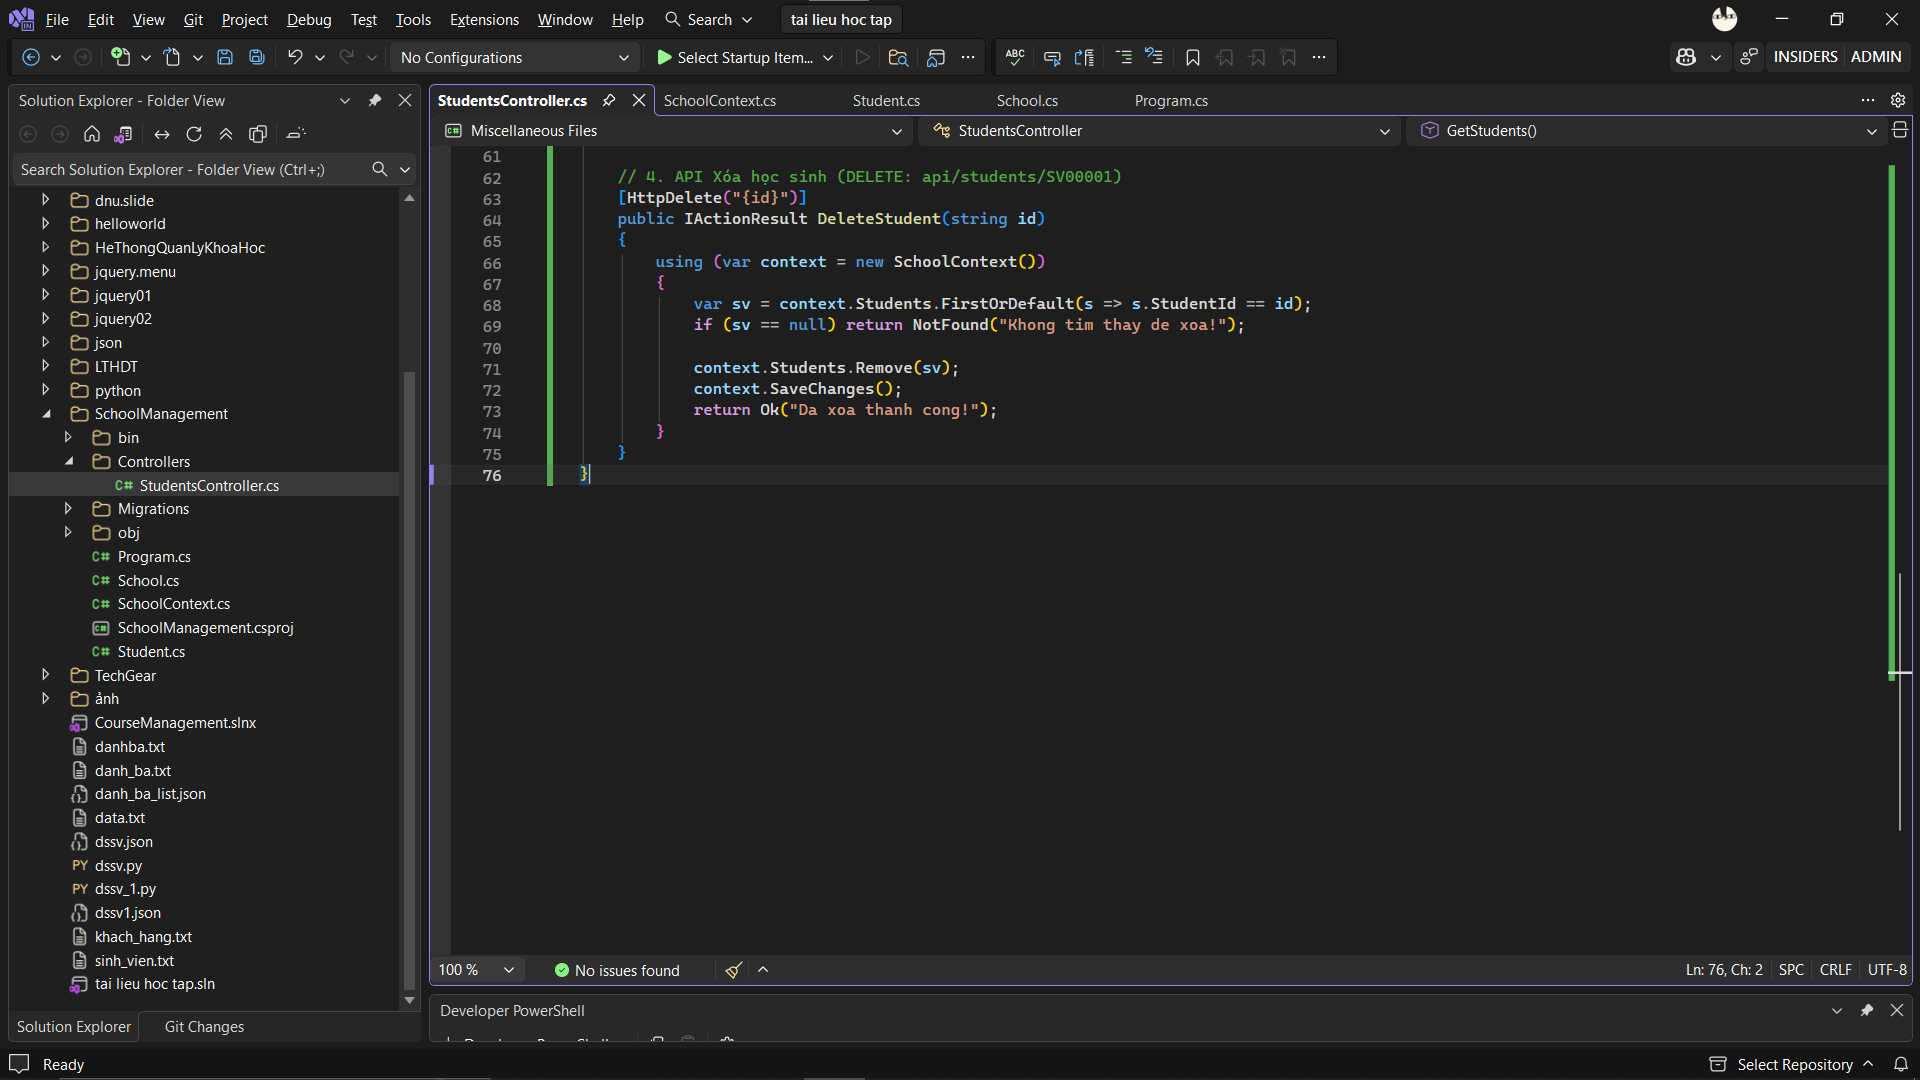 File Edit View Git Project Debug Test Tools Extensions Window Help Search tai lieu hoc tap
No Configurations Select Startup Item... INSIDERS ADMIN
Solution Explorer - Folder View
Search Solution Explorer - Folder View (Ctrl+;)
dnu.slide
helloworld
HeThongQuanLyKhoaHoc
jquery.menu
jquery01
jquery02
json
LTHDT
python
SchoolManagement
bin
Controllers
C# StudentsController.cs
Migrations
obj
C# Program.cs
C# School.cs
C# SchoolContext.cs
SchoolManagement.csproj
C# Student.cs
TechGear
ảnh
CourseManagement.slnx
danhba.txt
danh_ba.txt
danh_ba_list.json
data.txt
dssv.json
PY dssv.py
PY dssv_1.py
dssv1.json
khach_hang.txt
sinh_vien.txt
tai lieu hoc tap.sln
Solution Explorer Git Changes
StudentsController.cs SchoolContext.cs Student.cs School.cs Program.cs
Miscellaneous Files StudentsController GetStudents()
61
62 // 4. API Xóa học sinh (DELETE: api/students/SV00001)
63 [HttpDelete("{id}")]
64 public IActionResult DeleteStudent(string id)
65 {
66 using (var context = new SchoolContext())
67 {
68 var sv = context.Students.FirstOrDefault(s => s.StudentId == id);
69 if (sv == null) return NotFound("Khong tim thay de xoa!");
70
71 context.Students.Remove(sv);
72 context.SaveChanges();
73 return Ok("Da xoa thanh cong!");
74 }
75 }
76 }
100 % No issues found Ln: 76, Ch: 2 SPC CRLF UTF-8
Developer PowerShell
Ready Select Repository